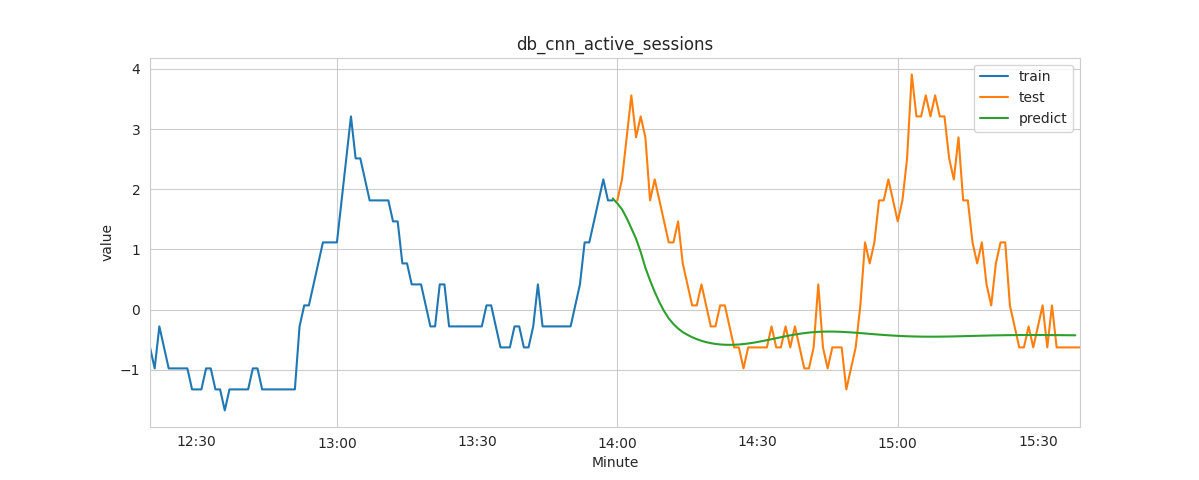 db_cnn_active_sessions
train
test
predict
value
4
3
2
1
0
−1
12:30
13:00
13:30
14:00
14:30
15:00
15:30
Minute